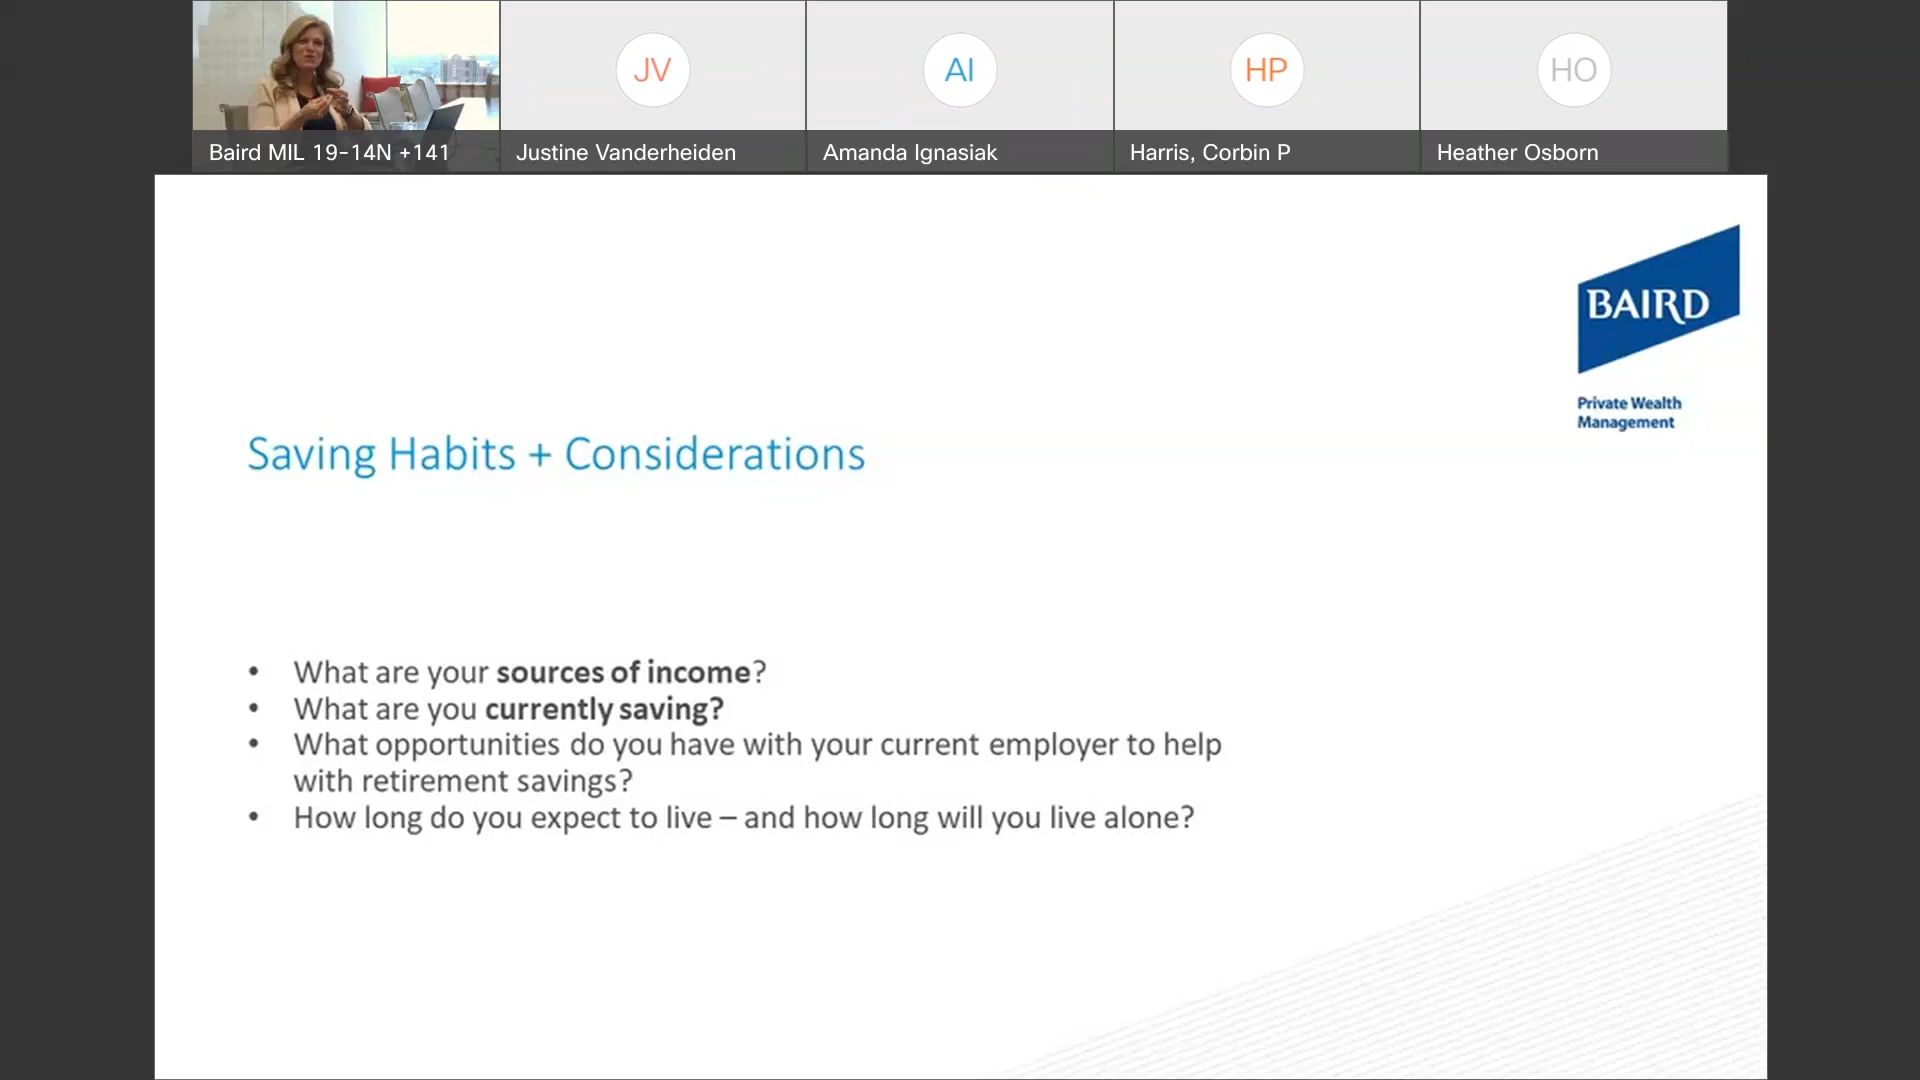 JV
AI
HP
HO
Baird MIL 19-14N +141
Justine Vanderheiden
Amanda Ignasiak
Harris, Corbin P
Heather Osborn
BAIRD
Private Wealth
Management
Saving Habits + Considerations
• What are your sources of income?
• What are you currently saving?
• What opportunities do you have with your current employer to help
with retirement savings?
• How long do you expect to live – and how long will you live alone?